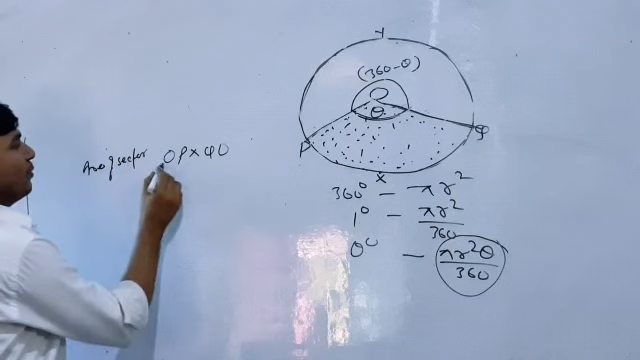 Y
(360-θ)
O
θ
P
Q
X
Area of sector OPXQO
360° — πr²
1° — πr²/360
θ° — πr²θ/360